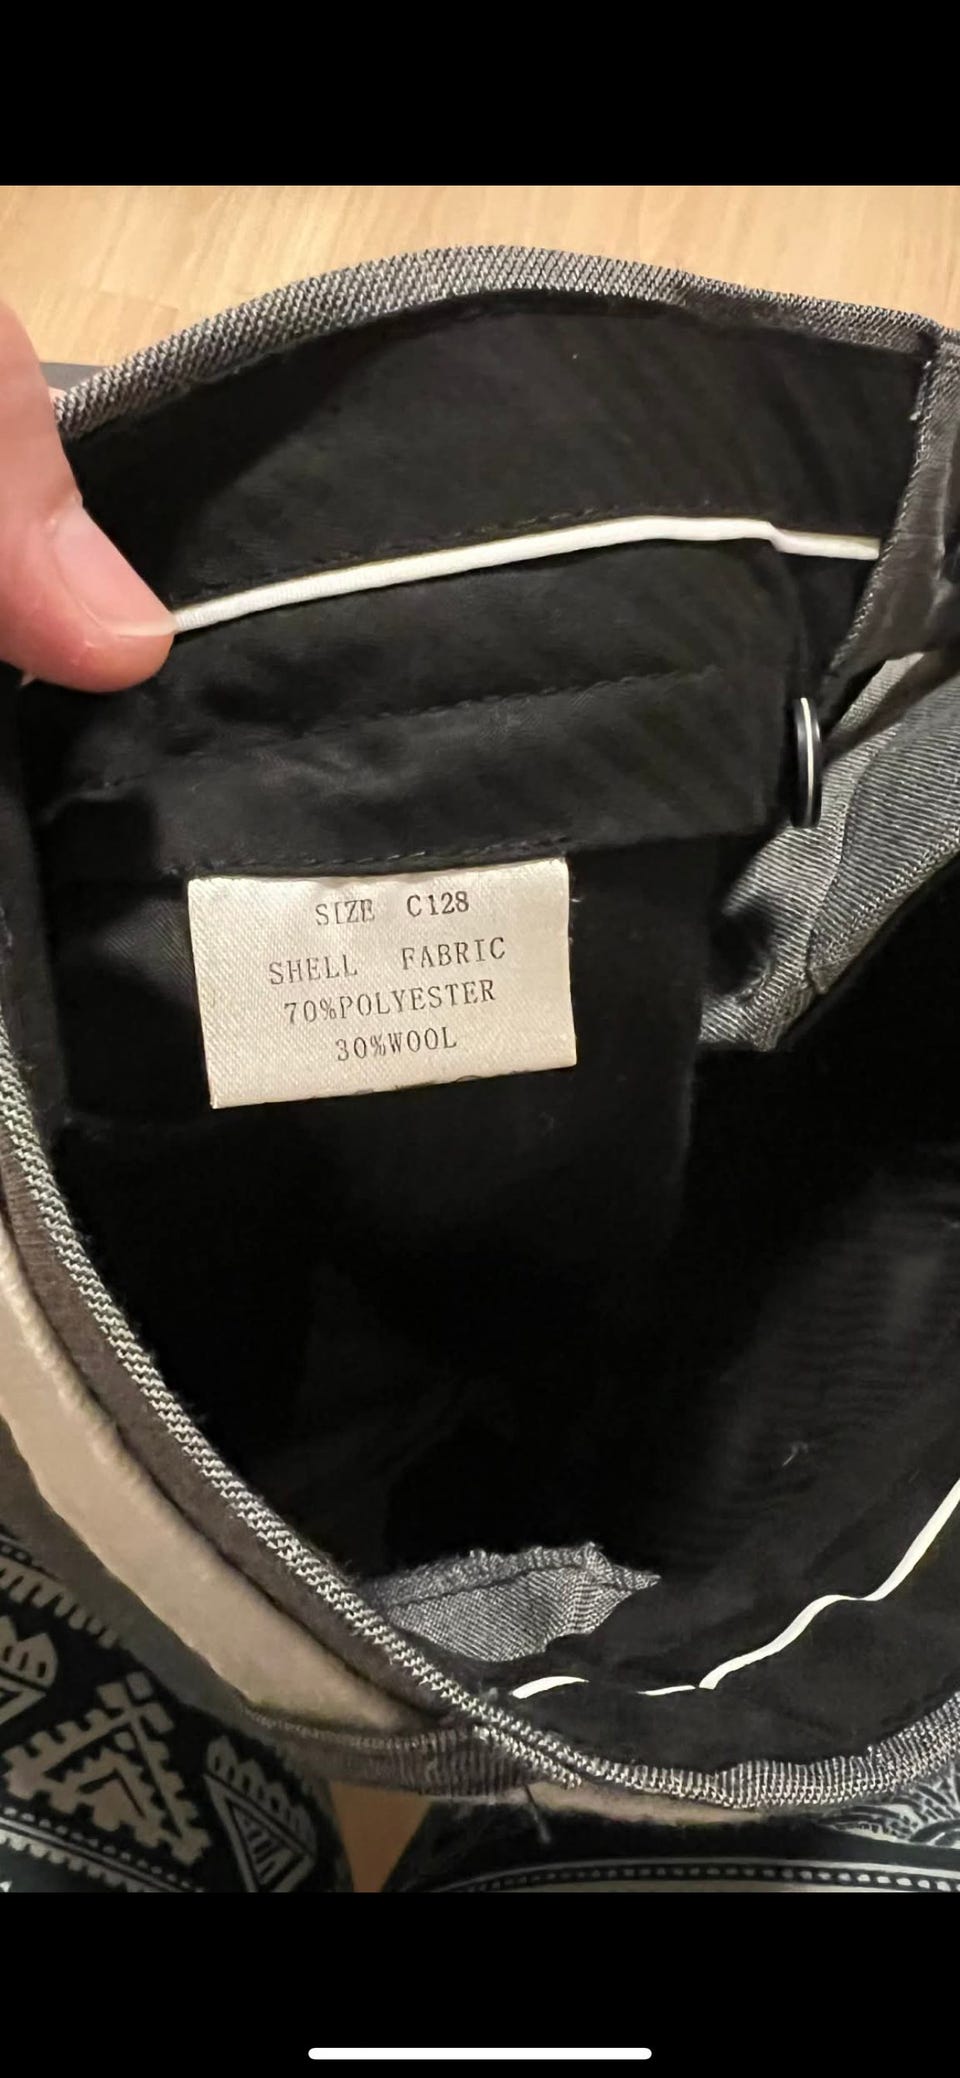 SIZE C128
SHELL FABRIC
70%POLYESTER
30%WOOL